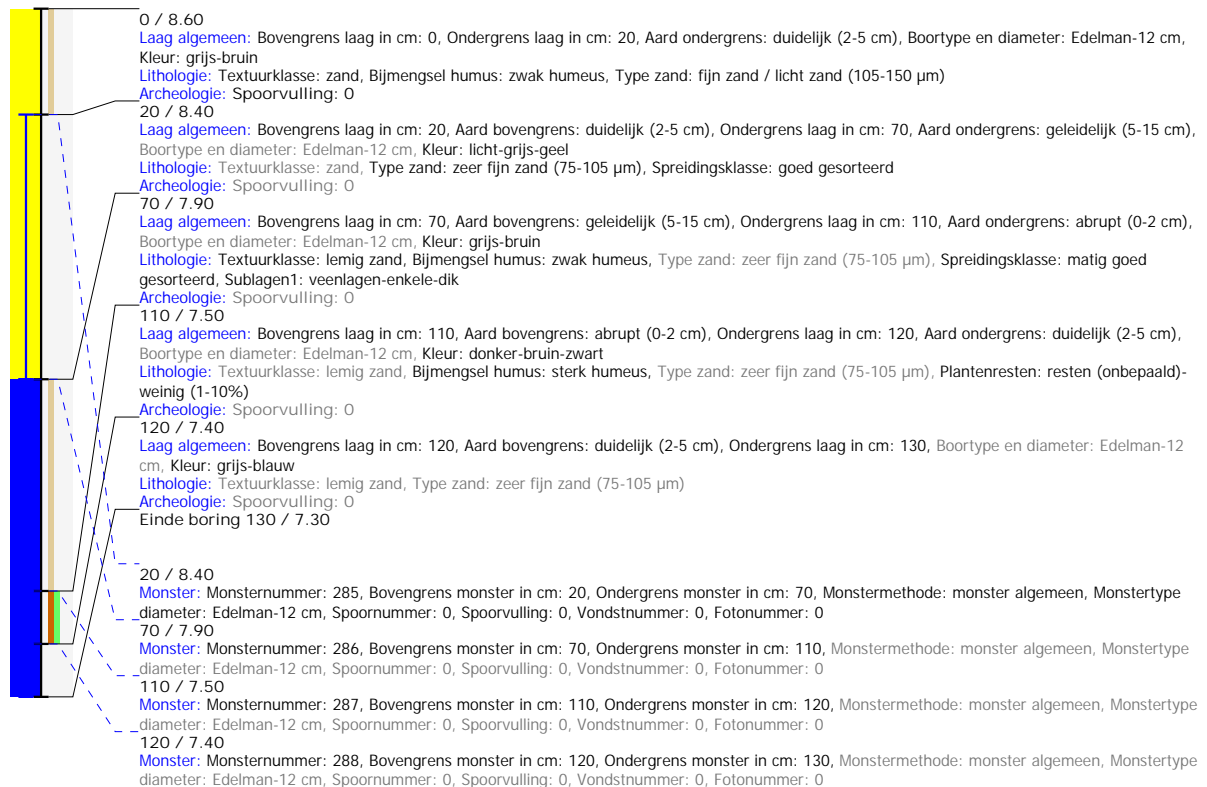 0 / 8.60
Laag algemeen: Bovengrens laag in cm: 0, Ondergrens laag in cm: 20, Aard ondergrens: duidelijk (2-5 cm), Boortype en diameter: Edelman-12 cm,
Kleur: grijs-bruin
Lithologie: Textuurklasse: zand, Bijmengsel humus: zwak humeus, Type zand: fijn zand / licht zand (105-150 µm)
Archeologie: Spoorvulling: 0
20 / 8.40
Laag algemeen: Bovengrens laag in cm: 20, Aard bovengrens: duidelijk (2-5 cm), Ondergrens laag in cm: 70, Aard ondergrens: geleidelijk (5-15 cm),
Boortype en diameter: Edelman-12 cm, Kleur: licht-grijs-geel
Lithologie: Textuurklasse: zand, Type zand: zeer fijn zand (75-105 µm), Spreidingsklasse: goed gesorteerd
Archeologie: Spoorvulling: 0
70 / 7.90
Laag algemeen: Bovengrens laag in cm: 70, Aard bovengrens: geleidelijk (5-15 cm), Ondergrens laag in cm: 110, Aard ondergrens: abrupt (0-2 cm),
Boortype en diameter: Edelman-12 cm, Kleur: grijs-bruin
Lithologie: Textuurklasse: lemig zand, Bijmengsel humus: zwak humeus, Type zand: zeer fijn zand (75-105 µm), Spreidingsklasse: matig goed
gesorteerd, Sublagen1: veenlagen-enkele-dik
Archeologie: Spoorvulling: 0
110 / 7.50
Laag algemeen: Bovengrens laag in cm: 110, Aard bovengrens: abrupt (0-2 cm), Ondergrens laag in cm: 120, Aard ondergrens: duidelijk (2-5 cm),
Boortype en diameter: Edelman-12 cm, Kleur: donker-bruin-zwart
Lithologie: Textuurklasse: lemig zand, Bijmengsel humus: sterk humeus, Type zand: zeer fijn zand (75-105 µm), Plantenresten: resten (onbepaald)-
weinig (1-10%)
Archeologie: Spoorvulling: 0
120 / 7.40
Laag algemeen: Bovengrens laag in cm: 120, Aard bovengrens: duidelijk (2-5 cm), Ondergrens laag in cm: 130, Boortype en diameter: Edelman-12
cm, Kleur: grijs-blauw
Lithologie: Textuurklasse: lemig zand, Type zand: zeer fijn zand (75-105 µm)
Archeologie: Spoorvulling: 0
Einde boring 130 / 7.30
20 / 8.40
Monster: Monsternummer: 285, Bovengrens monster in cm: 20, Ondergrens monster in cm: 70, Monstermethode: monster algemeen, Monstertype
diameter: Edelman-12 cm, Spoornummer: 0, Spoorvulling: 0, Vondstnummer: 0, Fotonummer: 0
70 / 7.90
Monster: Monsternummer: 286, Bovengrens monster in cm: 70, Ondergrens monster in cm: 110, Monstermethode: monster algemeen, Monstertype
diameter: Edelman-12 cm, Spoornummer: 0, Spoorvulling: 0, Vondstnummer: 0, Fotonummer: 0
110 / 7.50
Monster: Monsternummer: 287, Bovengrens monster in cm: 110, Ondergrens monster in cm: 120, Monstermethode: monster algemeen, Monstertype
diameter: Edelman-12 cm, Spoornummer: 0, Spoorvulling: 0, Vondstnummer: 0, Fotonummer: 0
120 / 7.40
Monster: Monsternummer: 288, Bovengrens monster in cm: 120, Ondergrens monster in cm: 130, Monstermethode: monster algemeen, Monstertype
diameter: Edelman-12 cm, Spoornummer: 0, Spoorvulling: 0, Vondstnummer: 0, Fotonummer: 0